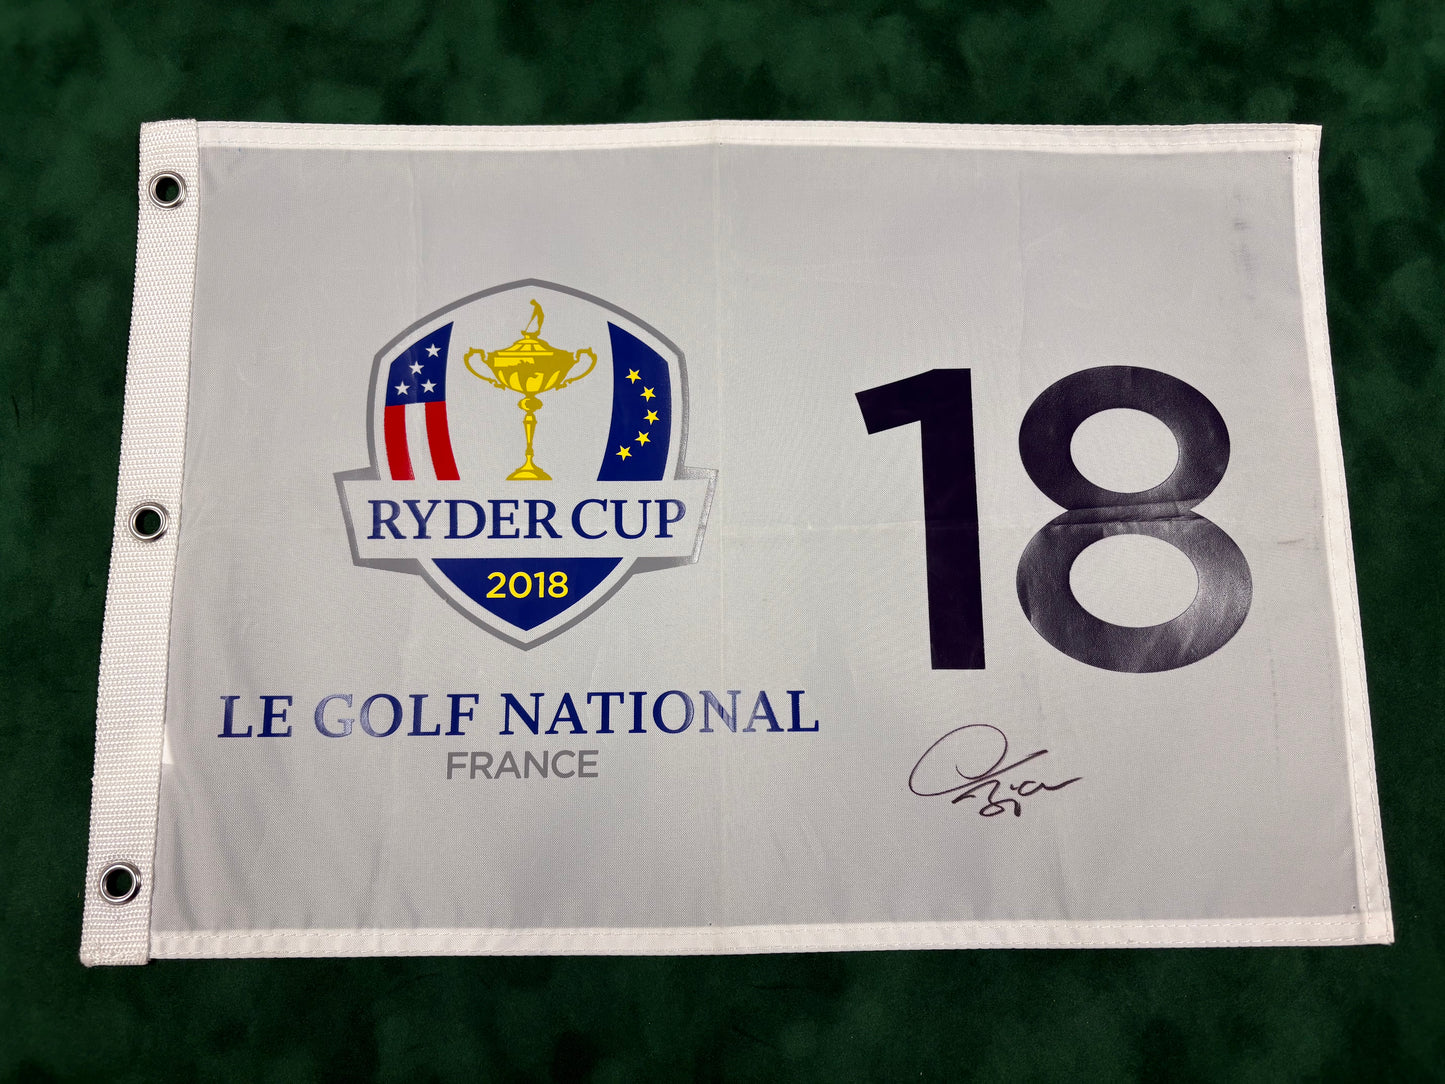 RYDER CUP
2018
LE GOLF NATIONAL
FRANCE
18